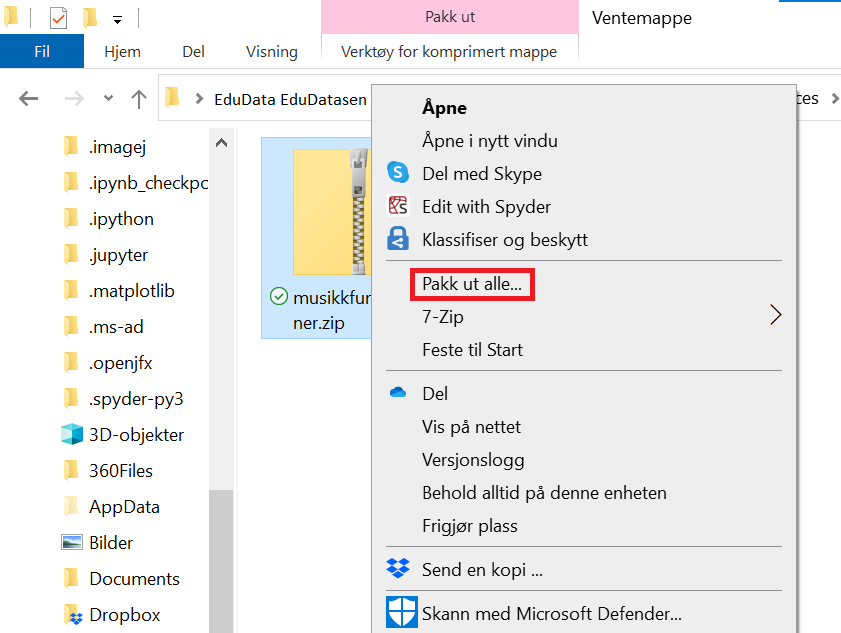 Pakk ut
Ventemappe
Fil
Hjem
Del
Visning
Verktøy for komprimert mappe
EduData EduDatasen
ces
.imagej
.ipynb_checkpo
.ipython
.jupyter
.matplotlib
.ms-ad
.openjfx
.spyder-py3
3D-objekter
360Files
AppData
Bilder
Documents
Dropbox
musikkfur
ner.zip
Åpne
Åpne i nytt vindu
Del med Skype
Edit with Spyder
Klassifiser og beskytt
Pakk ut alle...
7-Zip
Feste til Start
Del
Vis på nettet
Versjonslogg
Behold alltid på denne enheten
Frigjør plass
Send en kopi ...
Skann med Microsoft Defender...